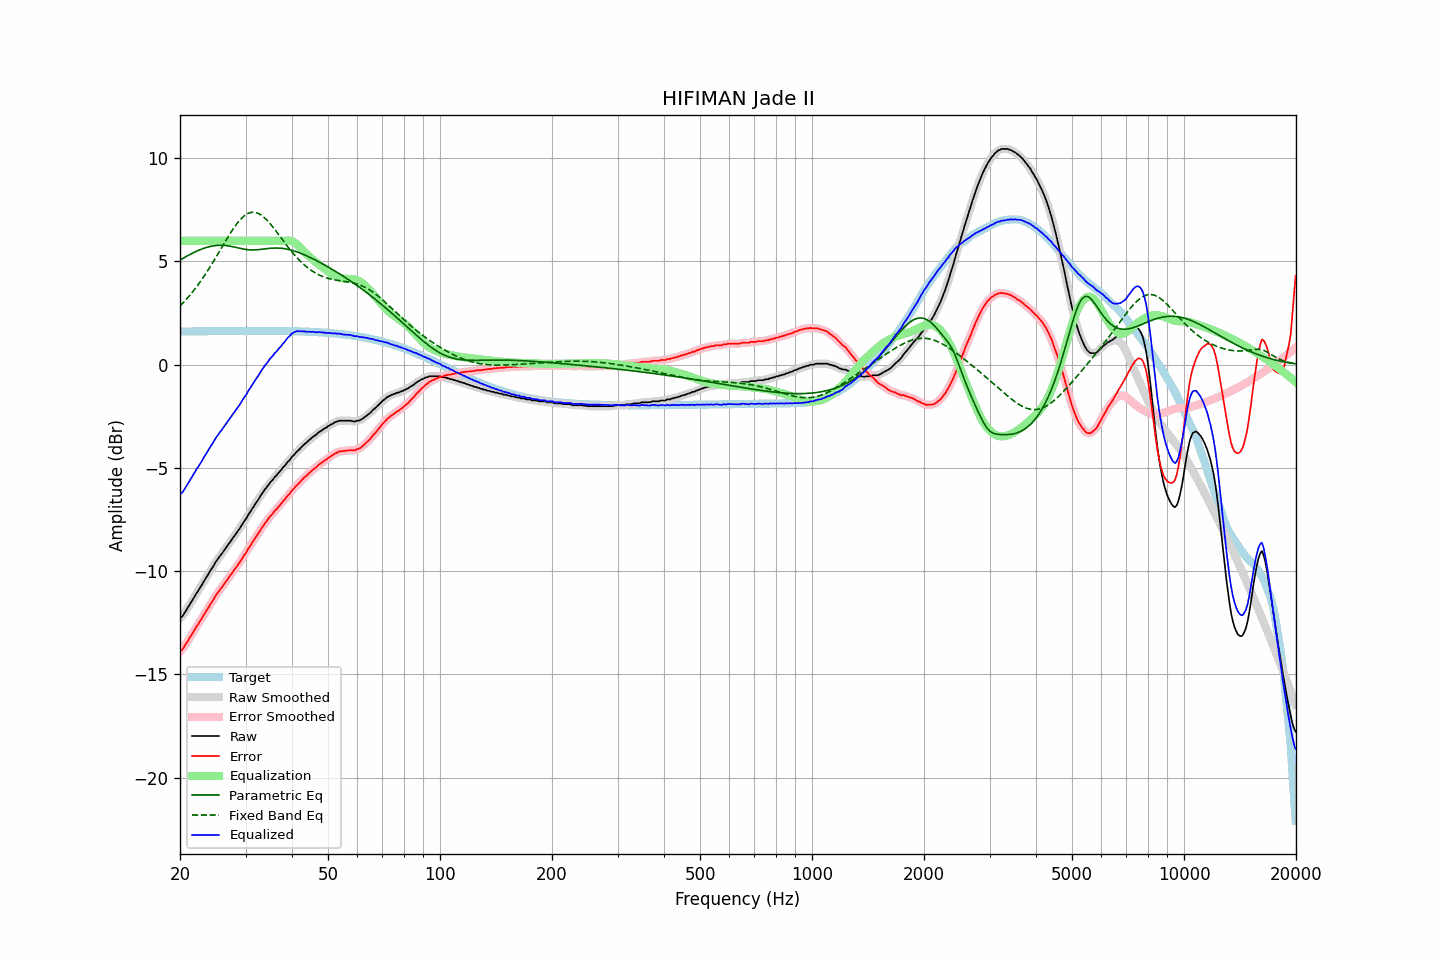 HIFIMAN Jade II
10
5
0
−5
−10
−15
−20
Amplitude (dBr)
Target
Raw Smoothed
Error Smoothed
Raw
Error
Equalization
Parametric Eq
Fixed Band Eq
Equalized
20 50 100 200 500 1000 2000 5000 10000 20000
Frequency (Hz)